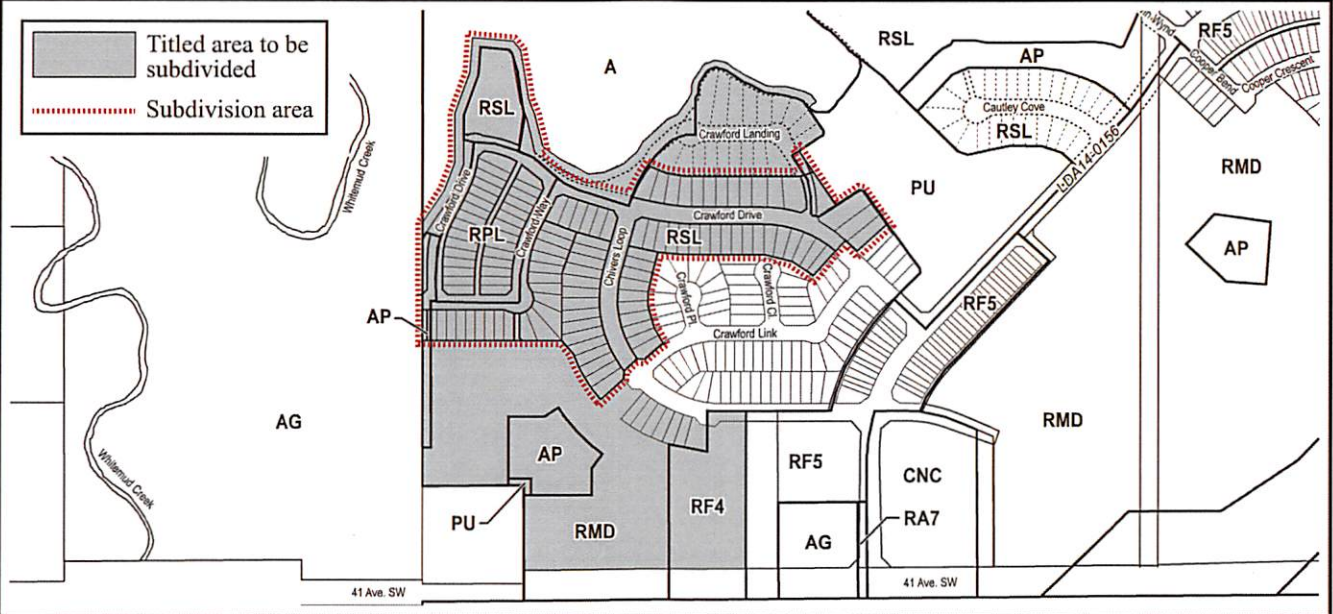 Titled area to be
subdivided
Subdivision area
RSL
A
RSL
AP
RF5
Cooper Bend
Cooper Crescent
Cautley Cove
RSL
LDA14-0156
RMD
AP
Whitemud Creek
Crawford Landing
PU
Crawford Drive
RPL
Crawford Way
Chivers Loop
Crawford Drive
RSL
Crawford Pl.
Crawford Cl.
Crawford Link
RF5
AP
AG
Whitemud Creek
AP
PU
RMD
RF4
RF5
AG
CNC
RA7
RMD
41 Ave. SW
41 Ave. SW